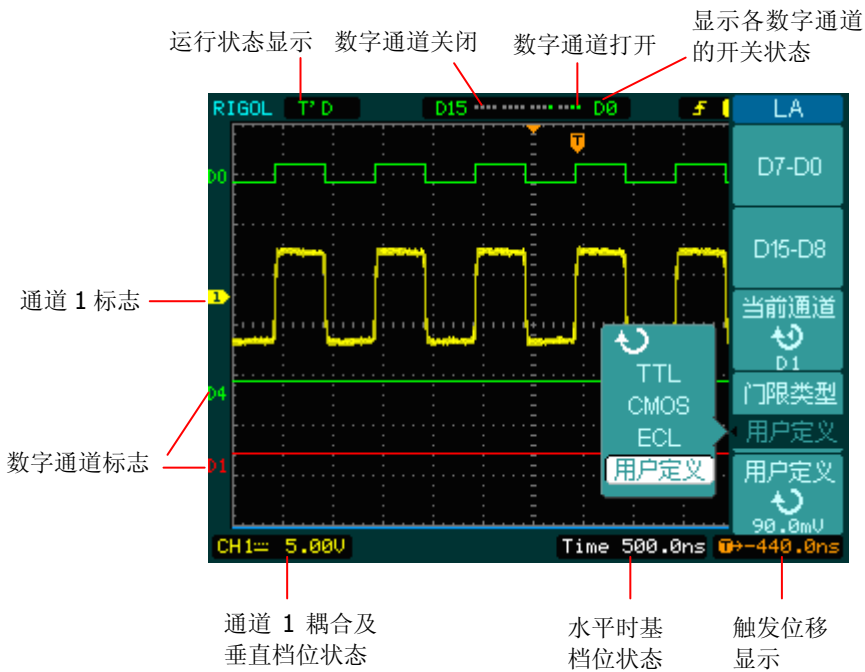 显示各数字通道
的开关状态
运行状态显示 数字通道关闭 数字通道打开
RIGOL T'D D15 D0 LA
D7-D0
D0
D15-D8
通道 1 标志
1
当前通道
D1
TTL
CMOS
ECL
用户定义
门限类型
用户定义
D4
数字通道标志
D1
用户定义
90.0mV
CH1 5.00V Time 500.0ns T→-440.0ns
通道 1 耦合及
垂直档位状态
水平时基
档位状态
触发位移
显示